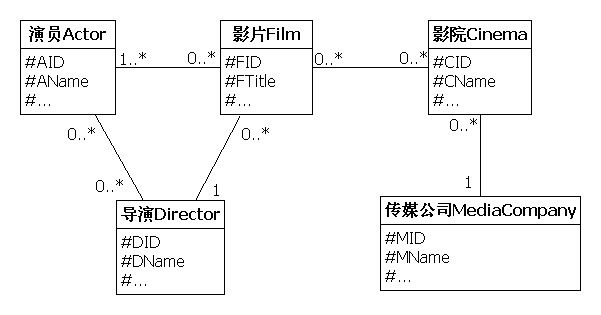 演员Actor
#AID
#AName
#...
1..*
0..*
影片Film
#FID
#FTitle
#...
0..*
0..*
影院Cinema
#CID
#CName
#...
0..*
0..*
0..*
0..*
1
1
导演Director
#DID
#DName
#...
传媒公司MediaCompany
#MID
#MName
#...